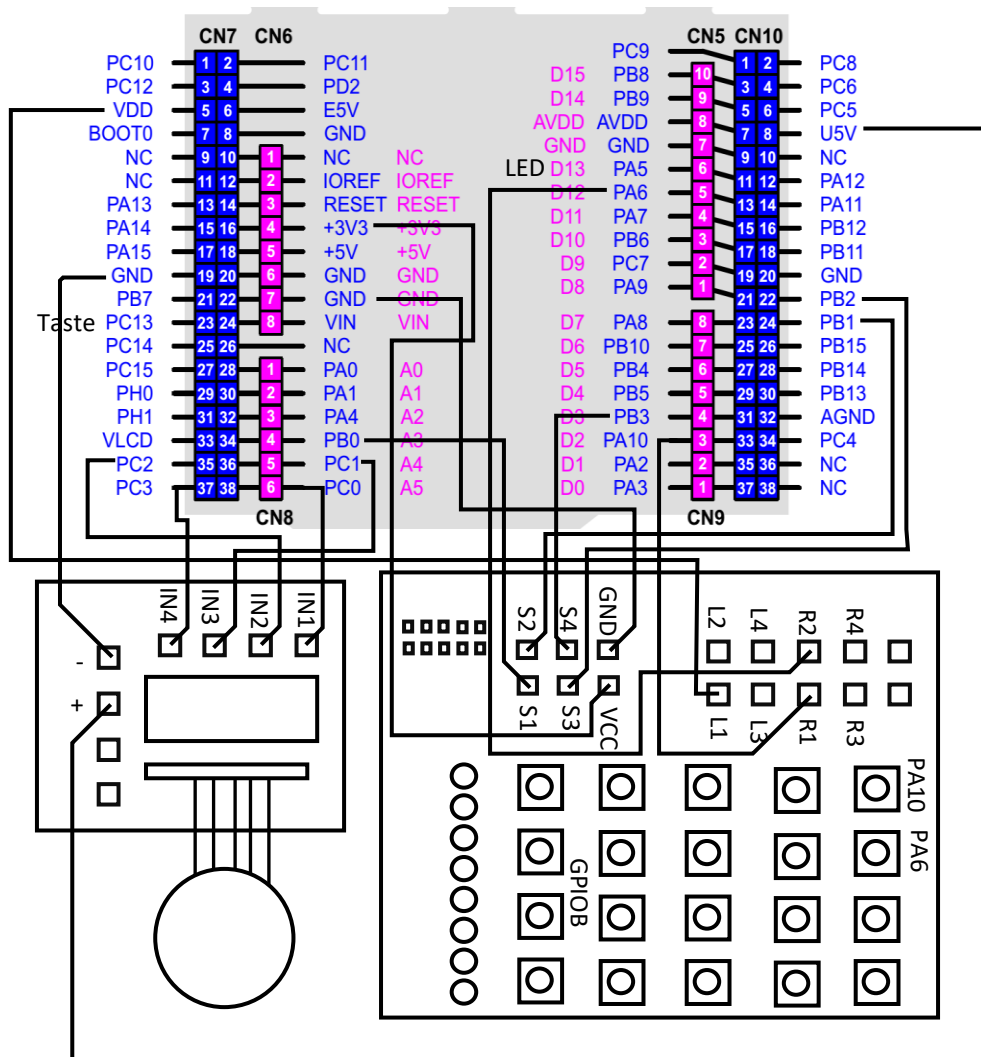 CN7 CN6 CN5 CN10
PC10 1 2 PC11 PC9 1 2 PC8
PC12 3 4 PD2 D15 PB8 10 3 4 PC6
VDD 5 6 E5V D14 PB9 9 5 6 PC5
BOOT0 7 8 GND AVDD AVDD 8 7 8 U5V
NC 9 10 1 NC NC GND GND 7 9 10 NC
NC 11 12 2 IOREF IOREF LED D13 PA5 6 11 12 PA12
PA13 13 14 3 RESET RESET D12 PA6 5 13 14 PA11
PA14 15 16 4 +3V3 +3V3 D11 PA7 4 15 16 PB12
PA15 17 18 5 +5V +5V D10 PB6 3 17 18 PB11
GND 19 20 6 GND GND D9 PC7 2 19 20 GND
PB7 21 22 7 GND GND D8 PA9 1 21 22 PB2
Taste PC13 23 24 8 VIN VIN D7 PA8 8 23 24 PB1
PC14 25 26 NC D6 PB10 7 25 26 PB15
PC15 27 28 1 PA0 A0 D5 PB4 6 27 28 PB14
PH0 29 30 2 PA1 A1 D4 PB5 5 29 30 PB13
PH1 31 32 3 PA4 A2 D3 PB3 4 31 32 AGND
VLCD 33 34 4 PB0 A3 D2 PA10 3 33 34 PC4
PC2 35 36 5 PC1 A4 D1 PA2 2 35 36 NC
PC3 37 38 6 PC0 A5 D0 PA3 1 37 38 NC
CN8 CN9
IN4 IN3 IN2 IN1
-
+
S2 S4 GND L2 L4 R2 R4
S1 S3 VCC L1 L3 R1 R3
PA10
PA6
GPIOB